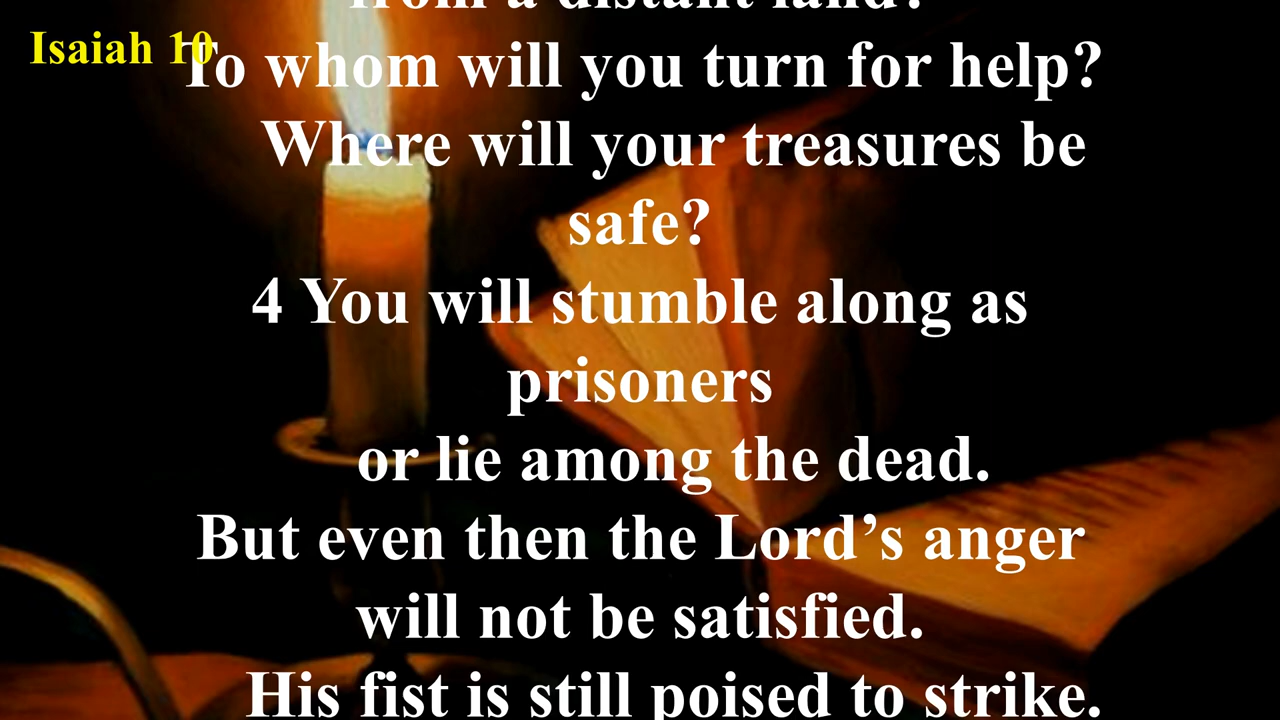 from a distant land?
Isaiah 10
To whom will you turn for help?
Where will your treasures be
safe?
4 You will stumble along as
prisoners
or lie among the dead.
But even then the Lord’s anger
will not be satisfied.
His fist is still poised to strike.